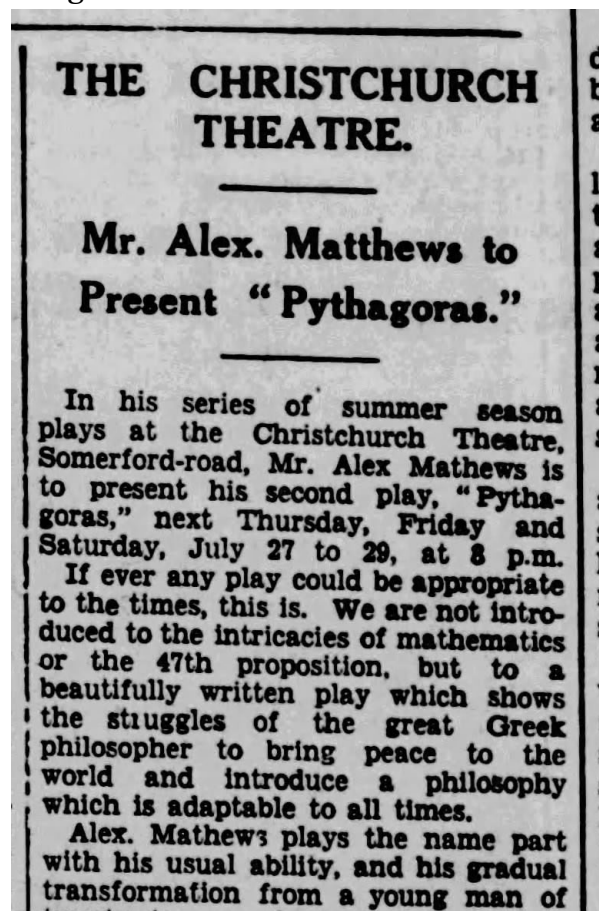 THE CHRISTCHURCH
THEATRE.
Mr. Alex. Matthews to
Present "Pythagoras."
In his series of summer season
plays at the Christchurch Theatre,
Somerford-road, Mr. Alex Mathews is
to present his second play, "Pytha-
goras," next Thursday, Friday and
Saturday, July 27 to 29, at 8 p.m.
If ever any play could be appropriate
to the times, this is. We are not intro-
duced to the intricacies of mathematics
or the 47th proposition, but to a
beautifully written play which shows
the struggles of the great Greek
philosopher to bring peace to the
world and introduce a philosophy
which is adaptable to all times.
Alex. Mathews plays the name part
with his usual ability, and his gradual
transformation from a young man of